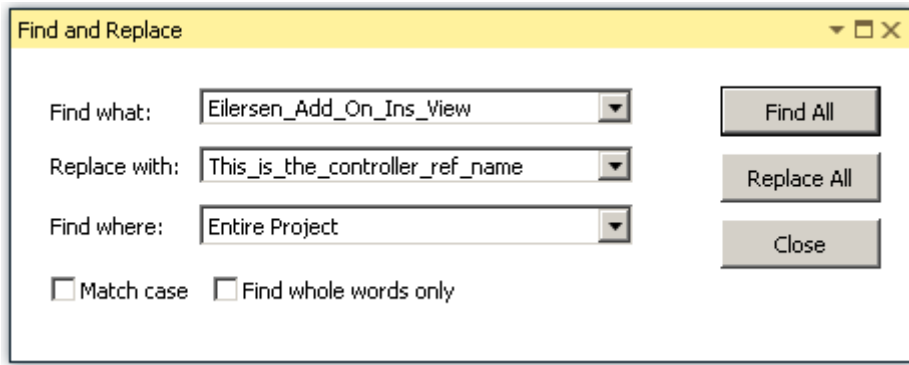 Find and Replace
Find what: Eilersen_Add_On_Ins_View Find All
Replace with: This_is_the_controller_ref_name Replace All
Find where: Entire Project Close
Match case Find whole words only